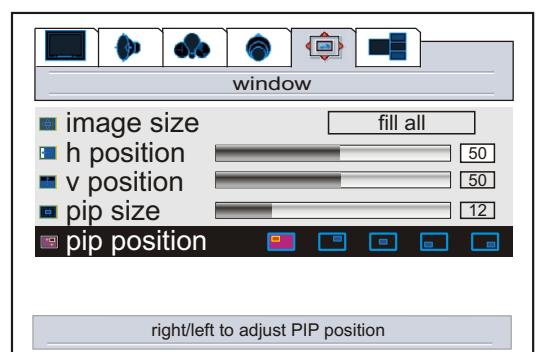 window
image size fill all
h position 50
v position 50
pip size 12
pip position
right/left to adjust PIP position